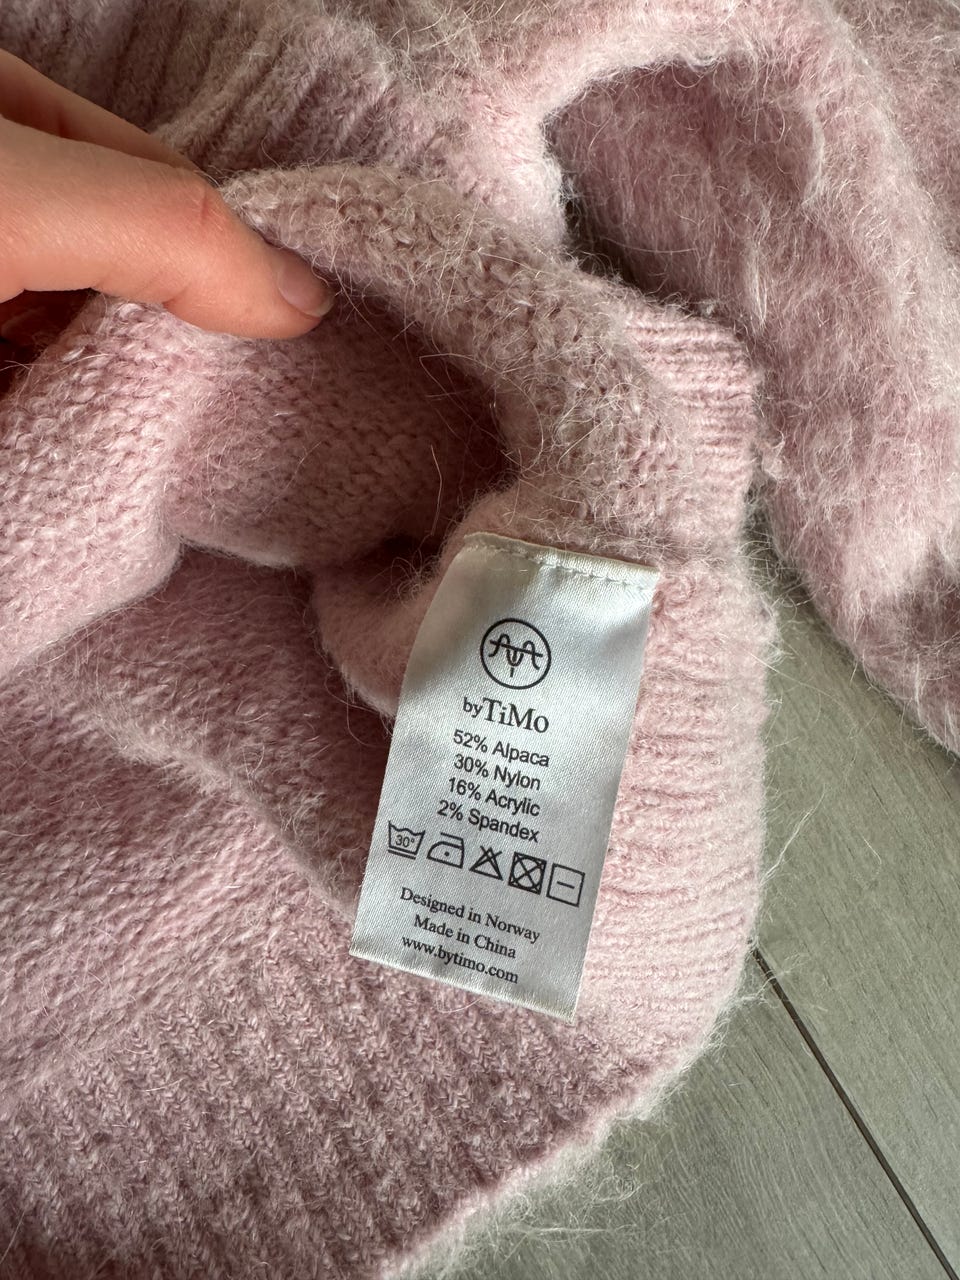 byTiMo
52% Alpaca
30% Nylon
16% Acrylic
2% Spandex
30°
Designed in Norway
Made in China
www.bytimo.com